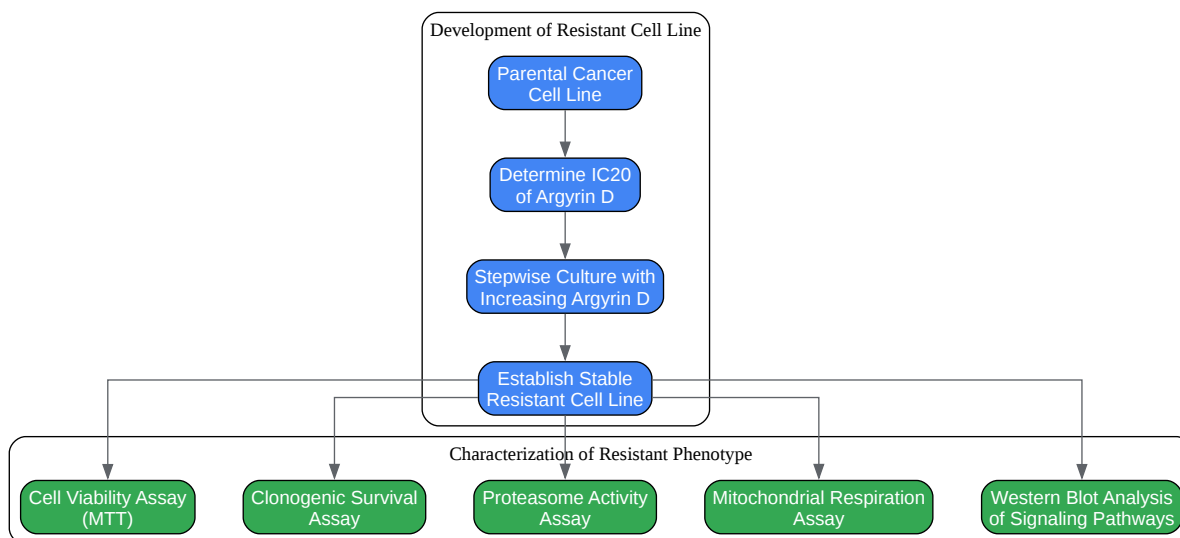 Development of Resistant Cell Line
Parental Cancer
Cell Line
Determine IC20
of Argyrin D
Stepwise Culture with
Increasing Argyrin D
Establish Stable
Resistant Cell Line
Characterization of Resistant Phenotype
Cell Viability Assay
(MTT)
Clonogenic Survival
Assay
Proteasome Activity
Assay
Mitochondrial Respiration
Assay
Western Blot Analysis
of Signaling Pathways